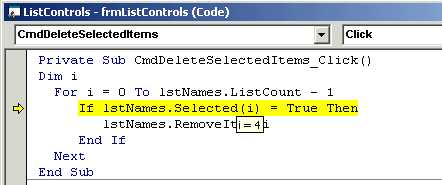 ListControls - frmListControls (Code)
CmdDeleteSelectedItems Click
Private Sub CmdDeleteSelectedItems_Click()
Dim i
For i = 0 To lstNames.ListCount - 1
If lstNames.Selected(i) = True Then
lstNames.RemoveIt i = 4 i
End If
Next
End Sub